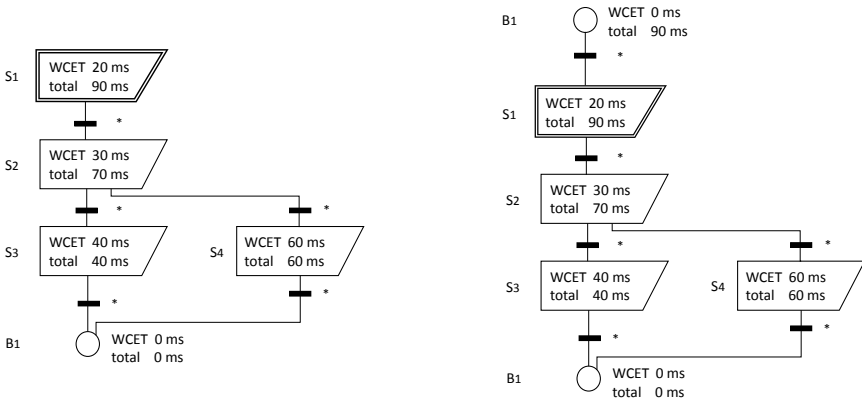 S1
WCET 20 ms
total 90 ms
*
S2
WCET 30 ms
total 70 ms
*
*
S3
WCET 40 ms
total 40 ms
S4
WCET 60 ms
total 60 ms
*
*
B1
WCET 0 ms
total 0 ms
B1
WCET 0 ms
total 90 ms
*
S1
WCET 20 ms
total 90 ms
*
S2
WCET 30 ms
total 70 ms
*
*
S3
WCET 40 ms
total 40 ms
S4
WCET 60 ms
total 60 ms
*
*
B1
WCET 0 ms
total 0 ms